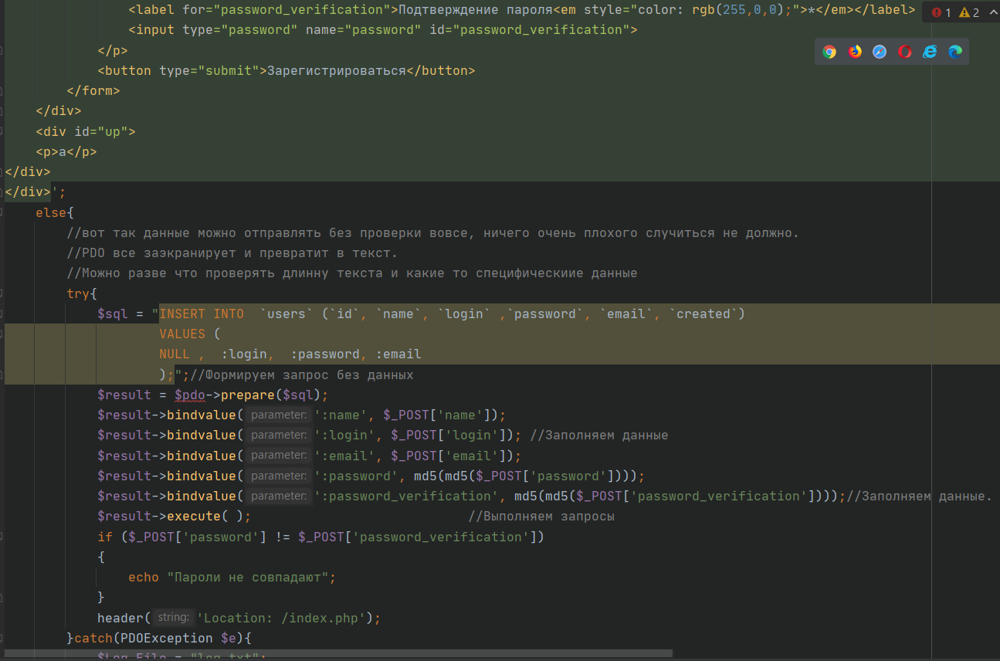 <label for="password_verification">Подтверждение пароля<em style="color: rgb(255,0,0);">*</em></label>
1 2
<input type="password" name="password" id="password_verification">
</p>
<button type="submit">Зарегистрироваться</button>
</form>
</div>
<div id="up">
<p>a</p>
</div>
</div>';
else{
//вот так данные можно отправлять без проверки вовсе, ничего очень плохого случиться не должно.
//PDO все заэкранирует и превратит в текст.
//Можно разве что проверять длинну текста и какие то специфическиие данные
try{
$sql = "INSERT INTO  `users` (`id`, `name`, `login` ,`password`, `email`, `created`)
VALUES (
NULL ,  :login,  :password, :email
);";//Формируем запрос без данных
$result = $pdo->prepare($sql);
$result->bindvalue( parameter: ':name', $_POST['name']);
$result->bindvalue( parameter: ':login', $_POST['login']); //Заполняем данные
$result->bindvalue( parameter: ':email', $_POST['email']);
$result->bindvalue( parameter: ':password', md5(md5($_POST['password'])));
$result->bindvalue( parameter: ':password_verification', md5(md5($_POST['password_verification'])));//Заполняем данные.
$result->execute( ); //Выполняем запросы
if ($_POST['password'] != $_POST['password_verification'])
{
echo "Пароли не совпадают";
}
header( string: 'Location: /index.php');
}catch(PDOException $e){
$Log_File = "log.txt";